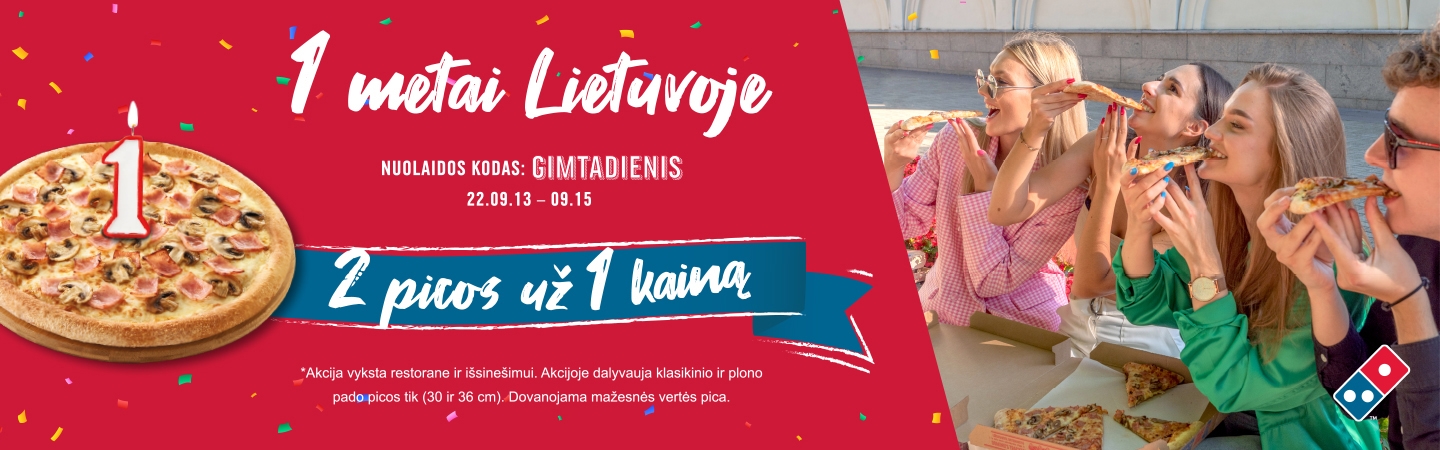 1 metai Lietuvoje
NUOLAIDOS KODAS: GIMTADIENIS
22.09.13 – 09.15
1
2 picos už 1 kainą
*Akcija vyksta restorane ir išsinešimui. Akcijoje dalyvauja klasikinio ir plono
pado picos tik (30 ir 36 cm). Dovanojama mažesnės vertės pica.
TM